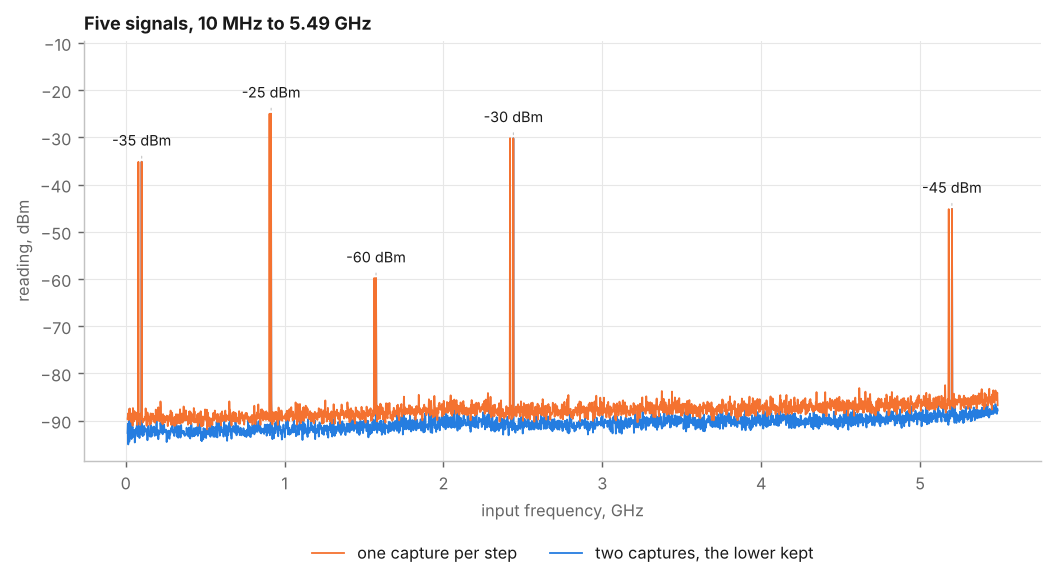 Five signals, 10 MHz to 5.49 GHz
−10
−20
−30
−40
−50
−60
−70
−80
−90
reading, dBm
-35 dBm
-25 dBm
-60 dBm
-30 dBm
-45 dBm
0 1 2 3 4 5
input frequency, GHz
one capture per step two captures, the lower kept